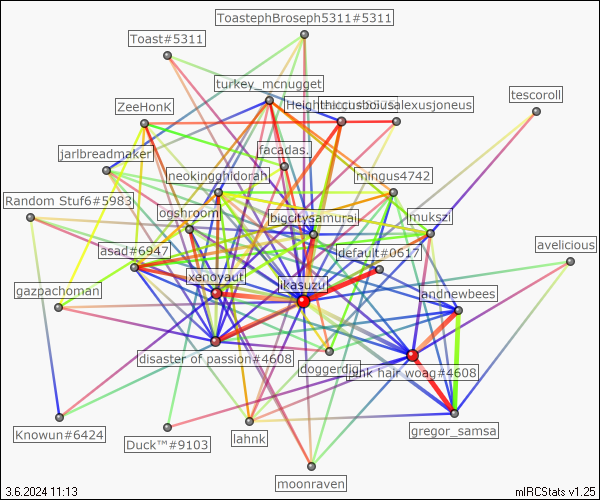 ToastephBroseph5311#5311
Toast#5311
turkey_mcnugget
tescoroll
ZeeHonK
facadas.
jarlbreadmaker
neokingghidorah
mingus4742
Random Stuf6#5983
ogshroom
bigcitysamurai
mukszi
asad#6947
default#0617
avelicious
xenoyaut
ikasuzu
gazpachoman
andnewbees
disaster of passion#4608
doggerdig
pink hair woag#4608
Knowun#6424
lahnk
gregor_samsa
Duck™#9103
moonraven
3.6.2024 11:13
mIRCStats v1.25